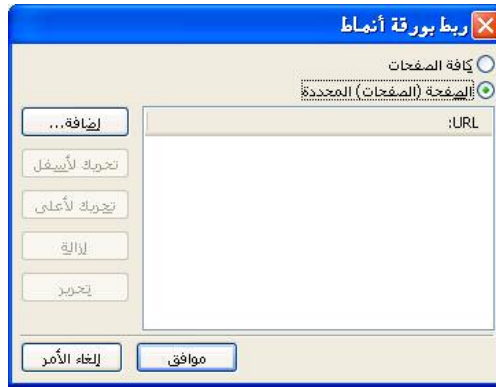 ربط بورقة أنماط
كافة الصفحات
الصفحة (الصفحات) المحددة
URL:
إضافة...
تحريك لأسفل
تحريك لأعلى
إزالة
تحرير
موافق
إلغاء الأمر